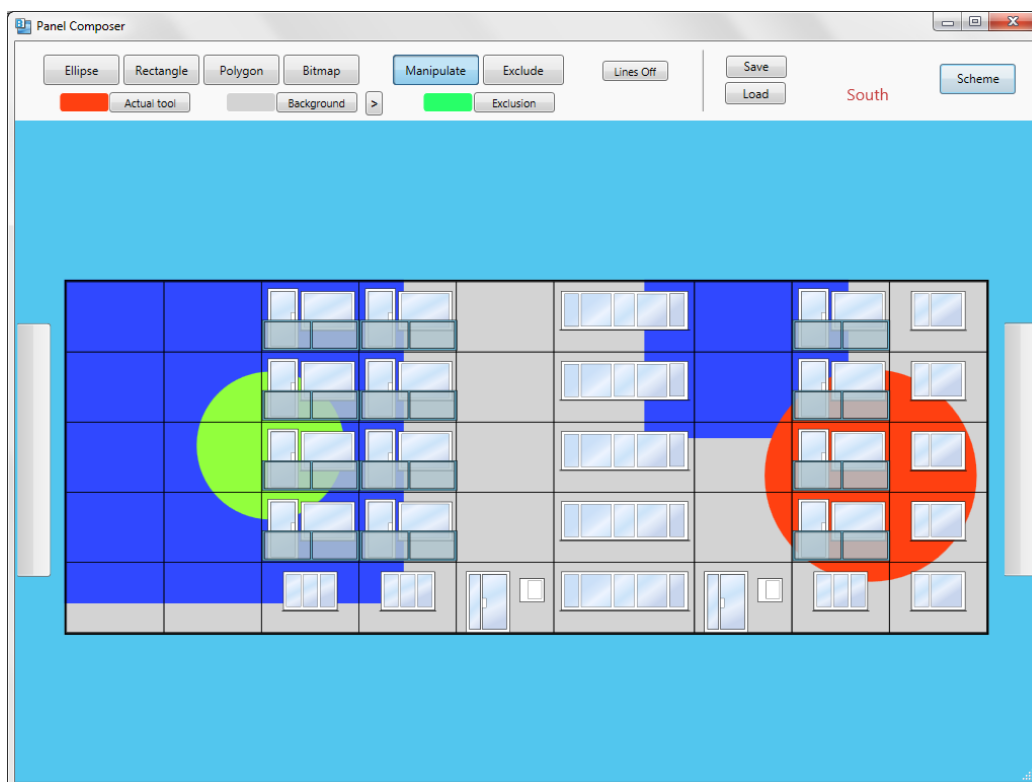 Panel Composer
Ellipse Rectangle Polygon Bitmap Manipulate Exclude Lines Off Save Scheme
Actual tool Background > Exclusion Load South